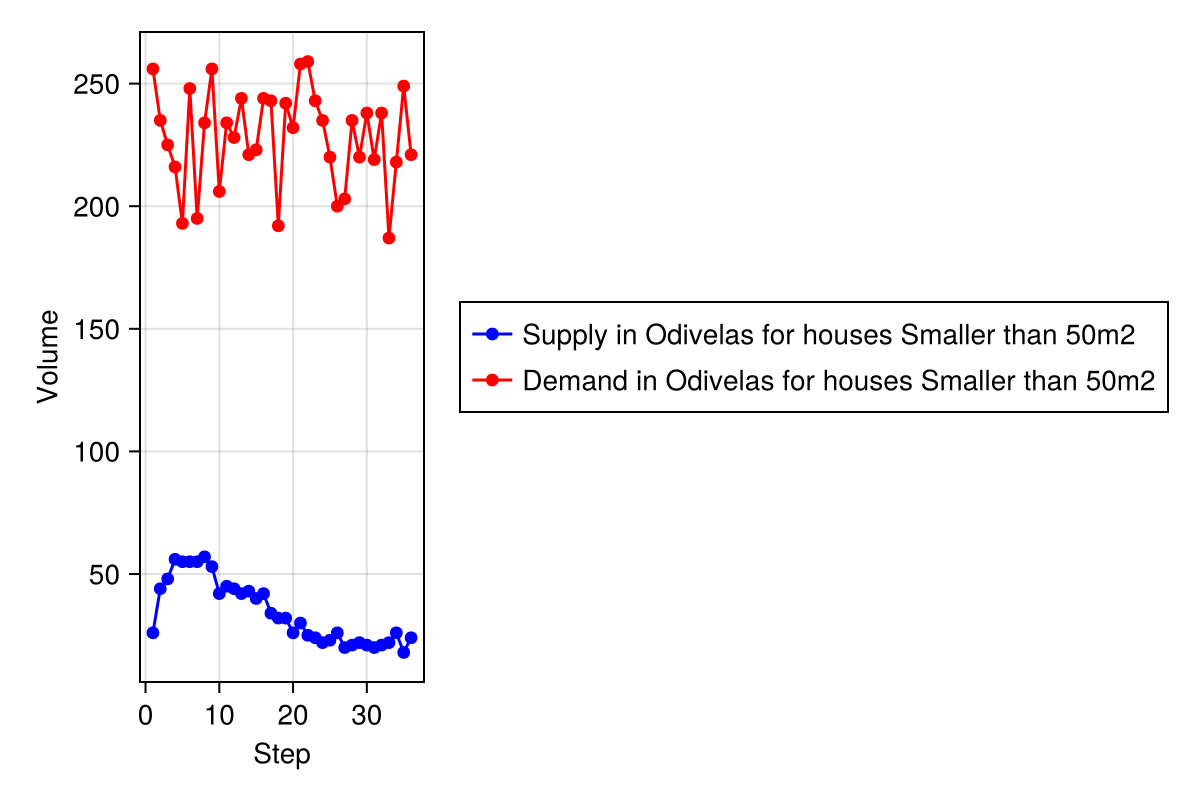 250
200
150
100
50
Volume
0 10 20 30
Step
Supply in Odivelas for houses Smaller than 50m2
Demand in Odivelas for houses Smaller than 50m2